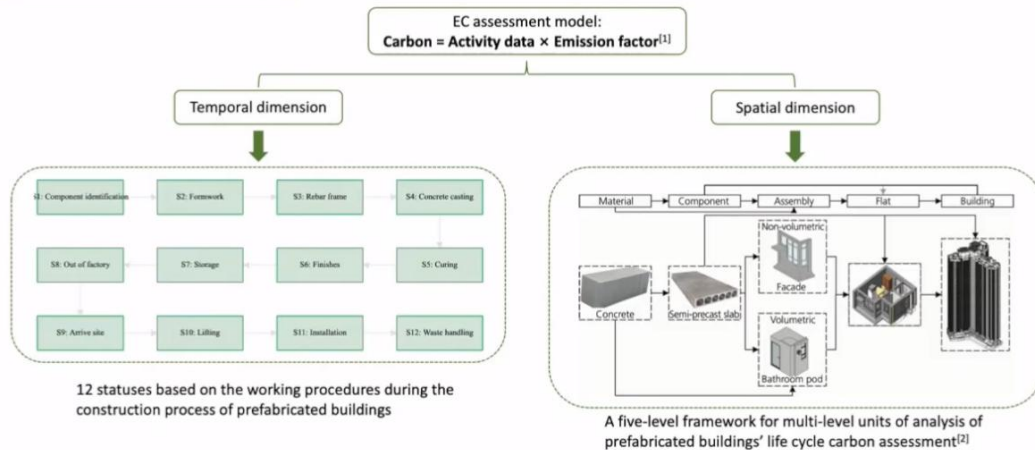 EC assessment model:
Carbon = Activity data × Emission factor[1]
Temporal dimension
Spatial dimension
S1: Component identification
S2: Formwork
S3: Rebar frame
S4: Concrete casting
S8: Out of factory
S7: Storage
S6: Finishes
S5: Curing
S9: Arrive site
S10: Lifting
S11: Installation
S12: Waste handling
12 statuses based on the working procedures during the
construction process of prefabricated buildings
Material
Component
Assembly
Flat
Building
Non-volumetric
Facade
Concrete
Semi-precast slab
Volumetric
Bathroom pod
A five-level framework for multi-level units of analysis of
prefabricated buildings' life cycle carbon assessment[2]